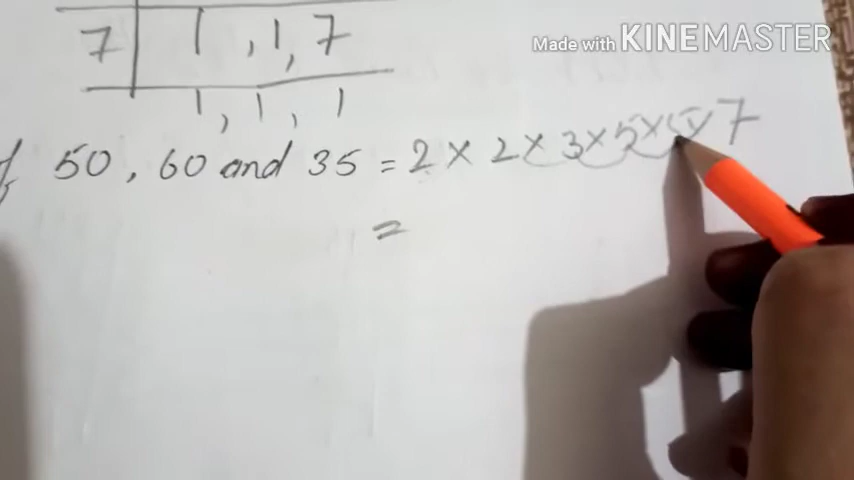 Made with KINEMASTER
7 | 1 , 1 , 7
1 , 1 , 1
50 , 60 and 35 = 2 × 2 × 3 × 5 × 5 × 7
=